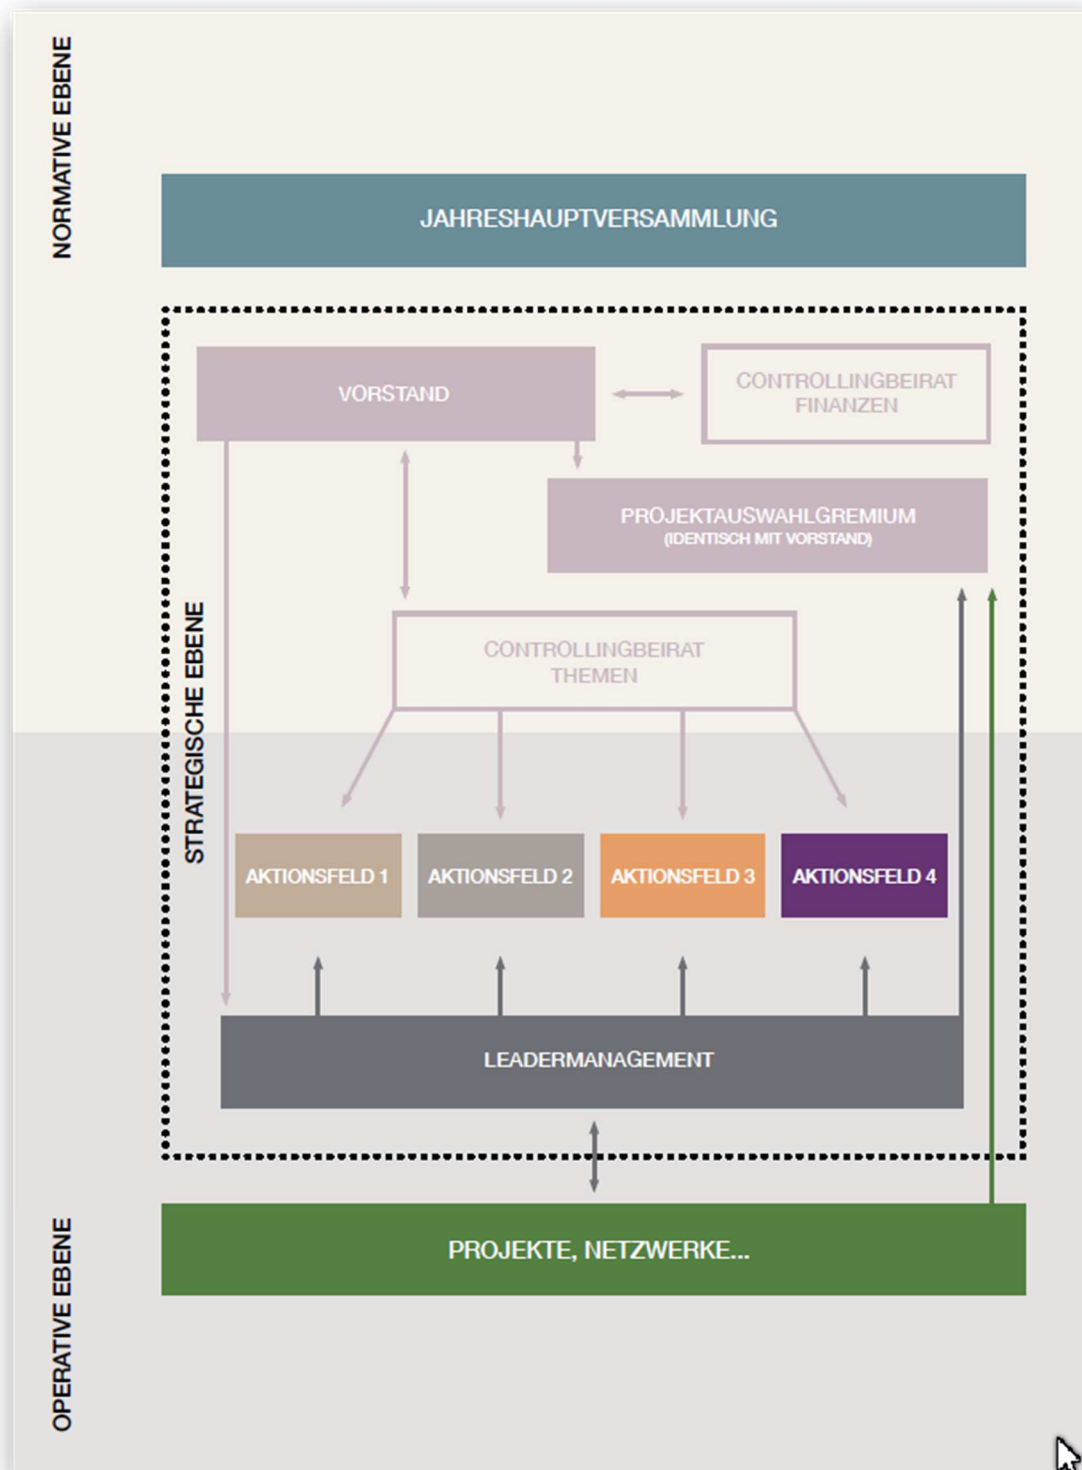 NORMATIVE EBENE
JAHRESHAUPTVERSAMMLUNG
VORSTAND
CONTROLLINGBEIRAT
FINANZEN
PROJEKTAUSWAHLGREMIUM
(IDENTISCH MIT VORSTAND)
STRATEGISCHE EBENE
CONTROLLINGBEIRAT
THEMEN
AKTIONSFELD 1
AKTIONSFELD 2
AKTIONSFELD 3
AKTIONSFELD 4
LEADERMANAGEMENT
OPERATIVE EBENE
PROJEKTE, NETZWERKE...